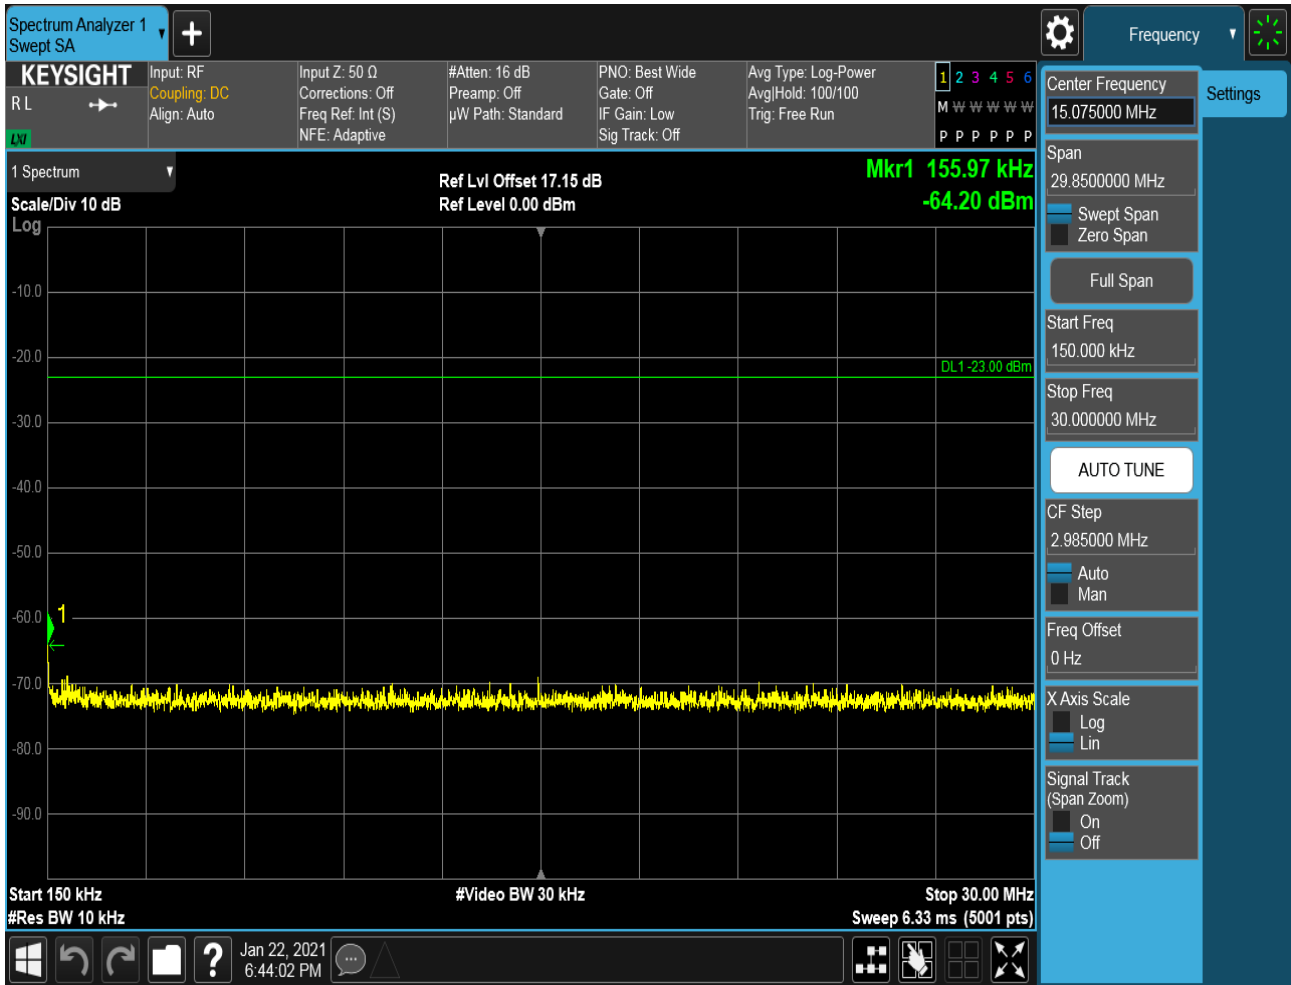 Spectrum Analyzer 1
Swept SA
Frequency
KEYSIGHT
R L
LXI
Input: RF
Coupling: DC
Align: Auto
Input Z: 50 Ω
Corrections: Off
Freq Ref: Int (S)
NFE: Adaptive
#Atten: 16 dB
Preamp: Off
µW Path: Standard
PNO: Best Wide
Gate: Off
IF Gain: Low
Sig Track: Off
Avg Type: Log-Power
Avg|Hold: 100/100
Trig: Free Run
1 2 3 4 5 6
M W W W W W
P P P P P P
Center Frequency
15.075000 MHz
Settings
1 Spectrum
Scale/Div 10 dB
Log
Ref Lvl Offset 17.15 dB
Ref Level 0.00 dBm
Mkr1 155.97 kHz
-64.20 dBm
Span
29.8500000 MHz
Swept Span
Zero Span
Full Span
Start Freq
150.000 kHz
Stop Freq
30.000000 MHz
AUTO TUNE
CF Step
2.985000 MHz
Auto
Man
Freq Offset
0 Hz
X Axis Scale
Log
Lin
Signal Track
(Span Zoom)
On
Off
-10.0
-20.0
DL1 -23.00 dBm
-30.0
-40.0
-50.0
-60.0
1
-70.0
-80.0
-90.0
Start 150 kHz
#Video BW 30 kHz
Stop 30.00 MHz
#Res BW 10 kHz
Sweep 6.33 ms (5001 pts)
?
Jan 22, 2021
6:44:02 PM